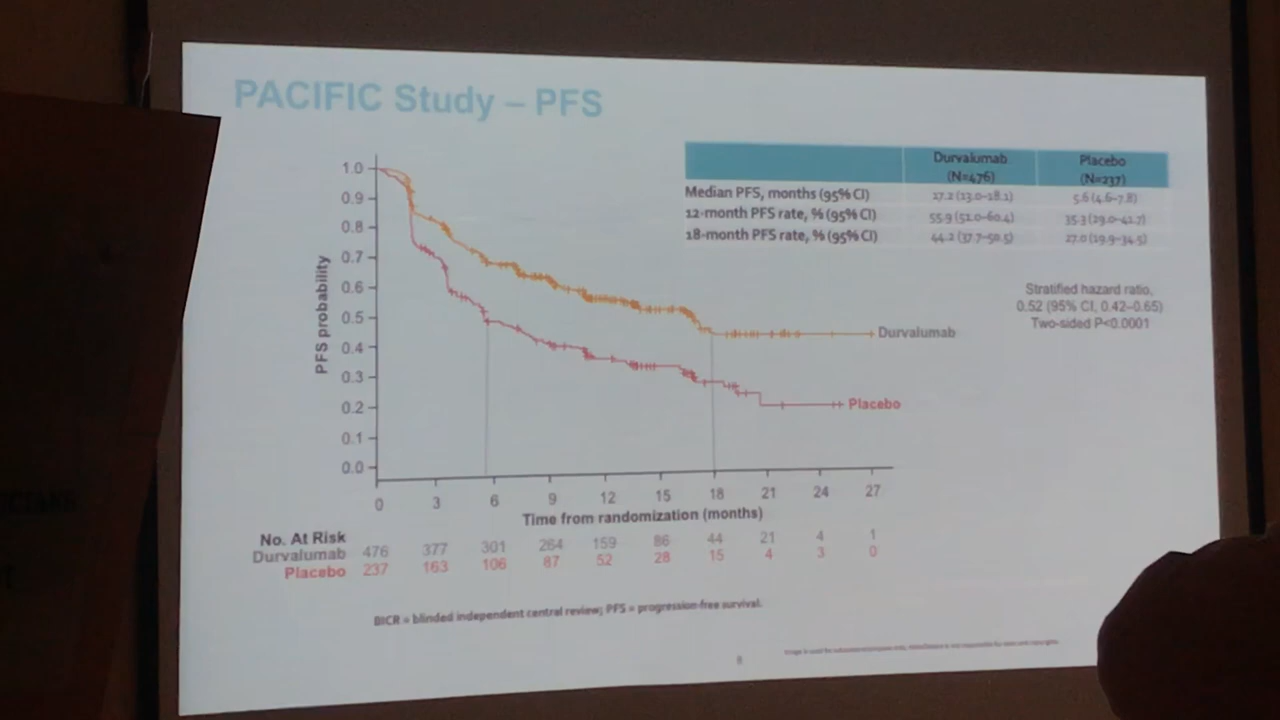 PACIFIC Study – PFS
Durvalumab (N=476)
Placebo (N=237)
Median PFS, months (95% CI) 17.2 (13.0–18.1) 5.6 (4.6–7.8)
12-month PFS rate, % (95% CI) 55.9 (51.0–60.4) 35.3 (29.0–41.7)
18-month PFS rate, % (95% CI) 44.2 (37.7–50.5) 27.0 (19.9–34.5)
Stratified hazard ratio,
0.52 (95% CI, 0.42–0.65)
Two-sided P<0.0001
PFS probability
1.0
0.9
0.8
0.7
0.6
0.5
0.4
0.3
0.2
0.1
0.0
Durvalumab
Placebo
0 3 6 9 12 15 18 21 24 27
Time from randomization (months)
No. At Risk
Durvalumab 476 377 301 264 159 86 44 21 4 1
Placebo 237 163 106 87 52 28 15 4 3 0
BICR = blinded independent central review; PFS = progression-free survival.
8